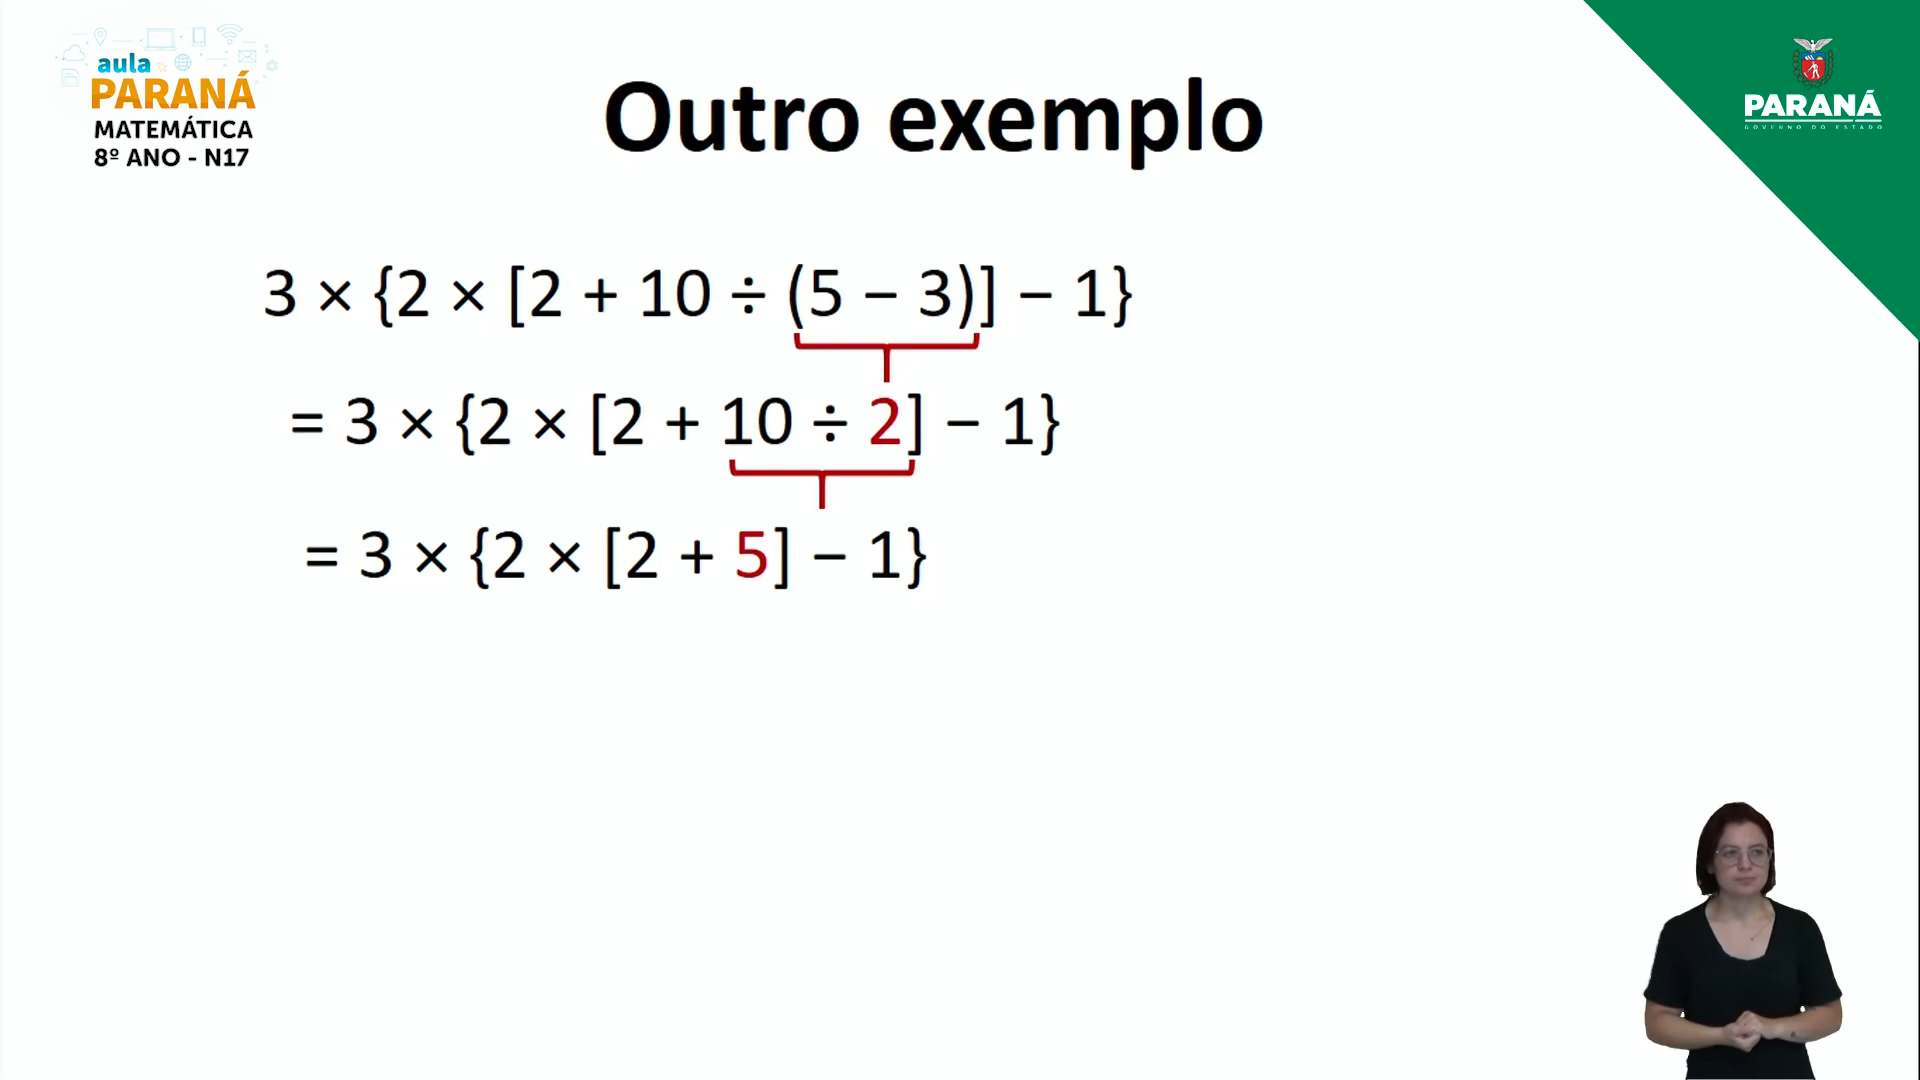 aula
PARANÁ
MATEMÁTICA
8º ANO - N17
Outro exemplo
PARANÁ
GOVERNO DO ESTADO
3 × {2 × [2 + 10 ÷ (5 − 3)] − 1}
= 3 × {2 × [2 + 10 ÷ 2] − 1}
= 3 × {2 × [2 + 5] − 1}